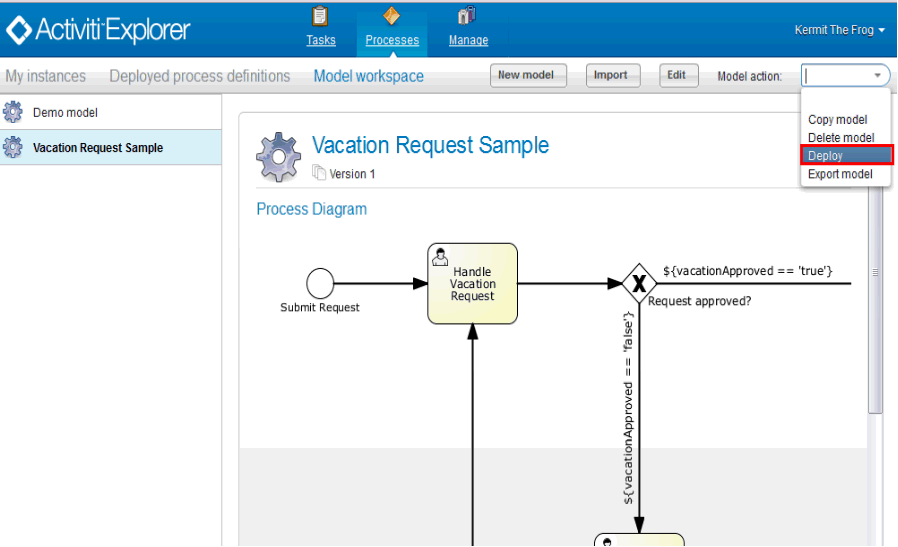 Activiti Explorer
Tasks
Processes
Manage
Kermit The Frog
My instances
Deployed process definitions
Model workspace
New model
Import
Edit
Model action:
Copy model
Delete model
Deploy
Export model
Demo model
Vacation Request Sample
Vacation Request Sample
Version 1
Process Diagram
Submit Request
Handle
Vacation
Request
X
${vacationApproved == 'true'}
Request approved?
${vacationApproved == 'false'}